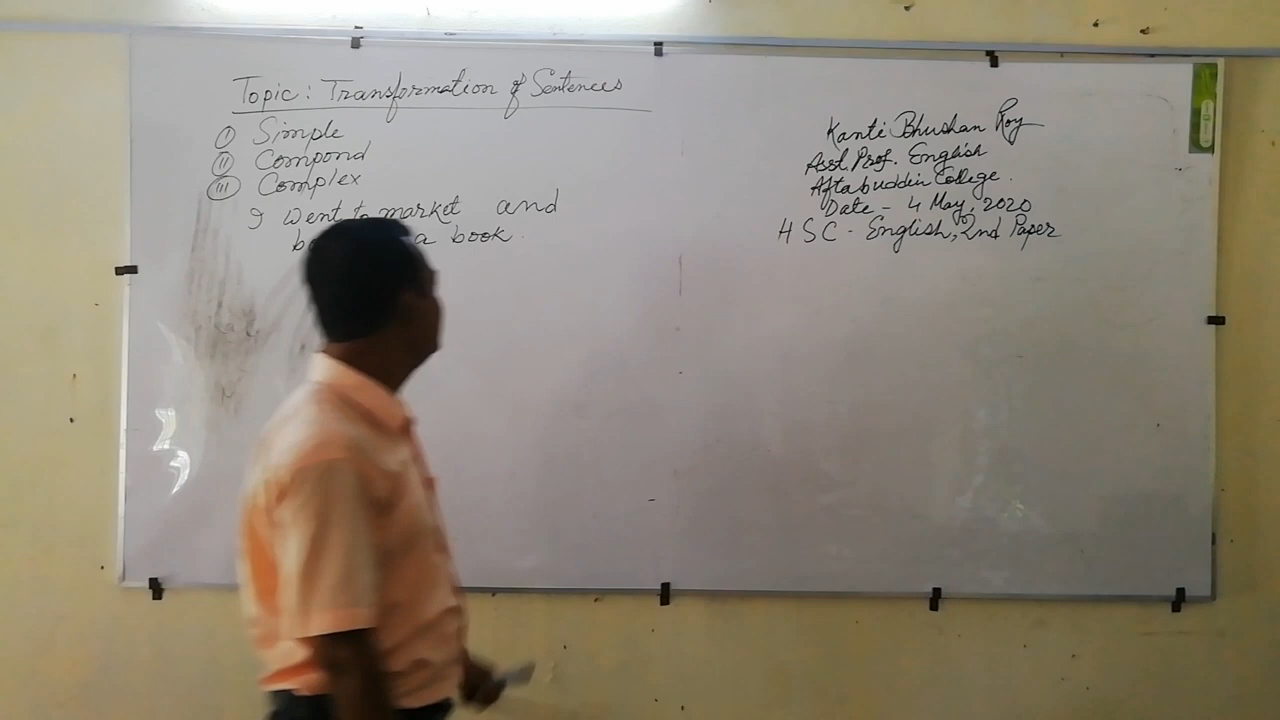 Topic: Transformation of Sentences
(i) Simple
(ii) Compond
(iii) Complex
I went to market and
a book.
Kanti Bhushan Roy
Asst. Prof. English
Aftabuddin College.
Date - 4 May, 2020
HSC - English, 2nd Paper